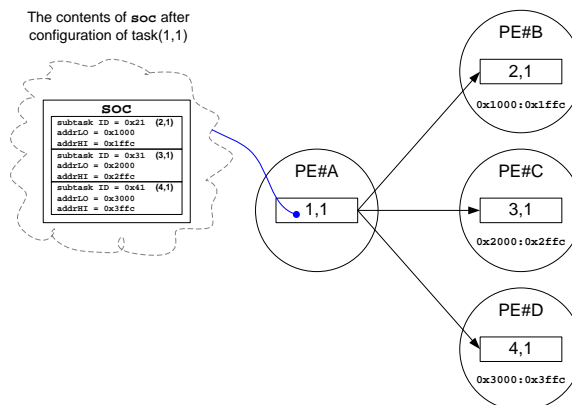 The contents of soc after
configuration of task(1,1)
soc
subtask ID = 0x21 (2,1)
addrLO = 0x1000
addrHI = 0x1ffc
subtask ID = 0x31 (3,1)
addrLO = 0x2000
addrHI = 0x2ffc
subtask ID = 0x41 (4,1)
addrLO = 0x3000
addrHI = 0x3ffc
PE#A
1,1
PE#B
2,1
0x1000:0x1ffc
PE#C
3,1
0x2000:0x2ffc
PE#D
4,1
0x3000:0x3ffc